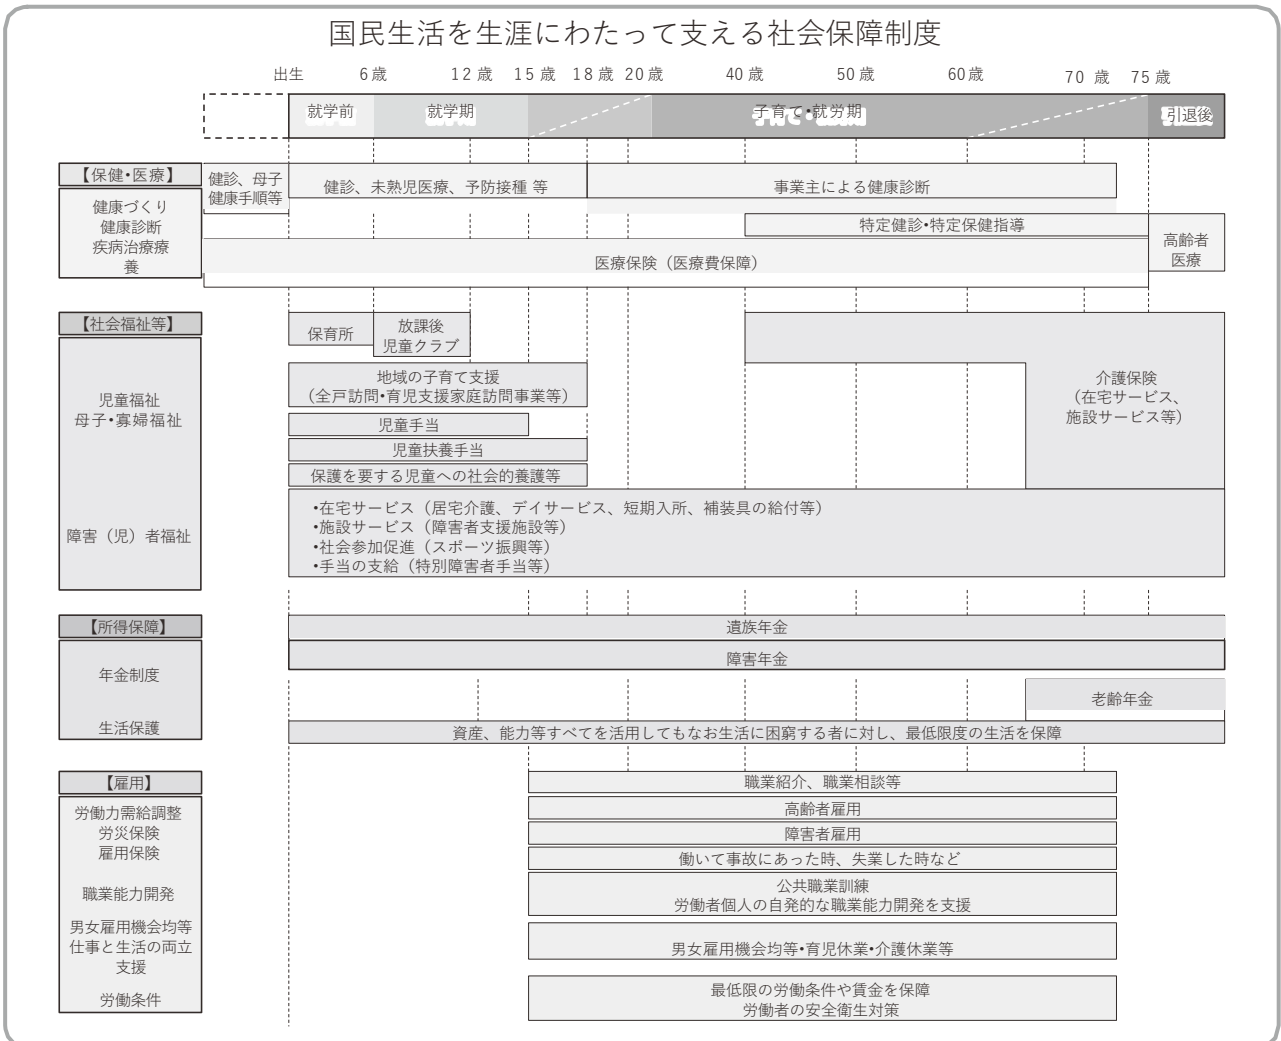 国民生活を生涯にわたって支える社会保障制度
出生 6歳 12歳 15歳 18歳 20歳 40歳 50歳 60歳 70歳 75歳
就学前 就学期 子育て・就労期 引退後
【保健・医療】
健康づくり
健康診断
疾病治療療
養
健診、母子
健康手順等
健診、未熟児医療、予防接種 等
事業主による健康診断
特定健診・特定保健指導
医療保険（医療費保障）
高齢者
医療
【社会福祉等】
児童福祉
母子・寡婦福祉
障害（児）者福祉
保育所
放課後
児童クラブ
地域の子育て支援
（全戸訪問・育児支援家庭訪問事業等）
児童手当
児童扶養手当
保護を要する児童への社会的養護等
介護保険
（在宅サービス、
施設サービス等）
・在宅サービス（居宅介護、デイサービス、短期入所、補装具の給付等）
・施設サービス（障害者支援施設等）
・社会参加促進（スポーツ振興等）
・手当の支給（特別障害者手当等）
【所得保障】
年金制度
生活保護
遺族年金
障害年金
老齢年金
資産、能力等すべてを活用してもなお生活に困窮する者に対し、最低限度の生活を保障
【雇用】
労働力需給調整
労災保険
雇用保険
職業能力開発
男女雇用機会均等
仕事と生活の両立
支援
労働条件
職業紹介、職業相談等
高齢者雇用
障害者雇用
働いて事故にあった時、失業した時など
公共職業訓練
労働者個人の自発的な職業能力開発を支援
男女雇用機会均等・育児休業・介護休業等
最低限の労働条件や賃金を保障
労働者の安全衛生対策